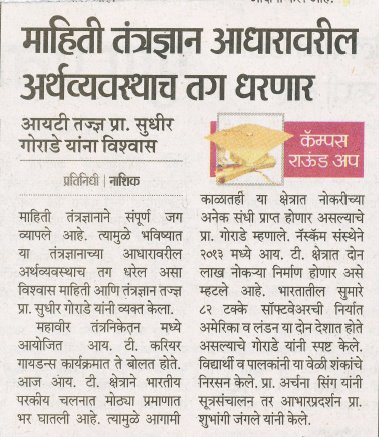 माहिती तंत्रज्ञान आधारावरील
अर्थव्यवस्थाच तग धरणार
आयटी तज्ज्ञ प्रा. सुधीर
गोराडे यांना विश्वास
कॅम्पस
राऊंड अप
प्रतिनिधी | नाशिक
माहिती तंत्रज्ञानाने संपूर्ण जग
व्यापले आहे. त्यामुळे भविष्यात
या तंत्रज्ञानाच्या आधारावरील
अर्थव्यवस्थाच तग धरेल असा
विश्वास माहिती आणि तंत्रज्ञान तज्ज्ञ
प्रा. सुधीर गोराडे यांनी व्यक्त केला.
महावीर तंत्रनिकेतन मध्ये
आयोजित आय. टी. करियर
गायडन्स कार्यक्रमात ते बोलत होते.
आज आय. टी. क्षेत्राने भारतीय
परकीय चलनात मोठ्या प्रमाणात
भर घातली आहे. त्यामुळे आगामी
काळातही या क्षेत्रात नोकरीच्या
अनेक संधी प्राप्त होणार असल्याचे
प्रा. गोराडे म्हणाले. नॅस्कॅम संस्थेने
२०१३ मध्ये आय. टी. क्षेत्रात दोन
लाख नोकऱ्या निर्माण होणार असे
म्हटले आहे. भारतातील सुमारे
८२ टक्के सॉफ्टवेअरची निर्यात
अमेरिका व लंडन या दोन देशात होते
असल्याचे गोराडे यांनी स्पष्ट केले.
विद्यार्थी व पालकांनी या वेळी शंकांचे
निरसन केले. प्रा. अर्चना सिंग यांनी
सूत्रसंचालन तर आभारप्रदर्शन प्रा.
शुभांगी जंगले यांनी केले.